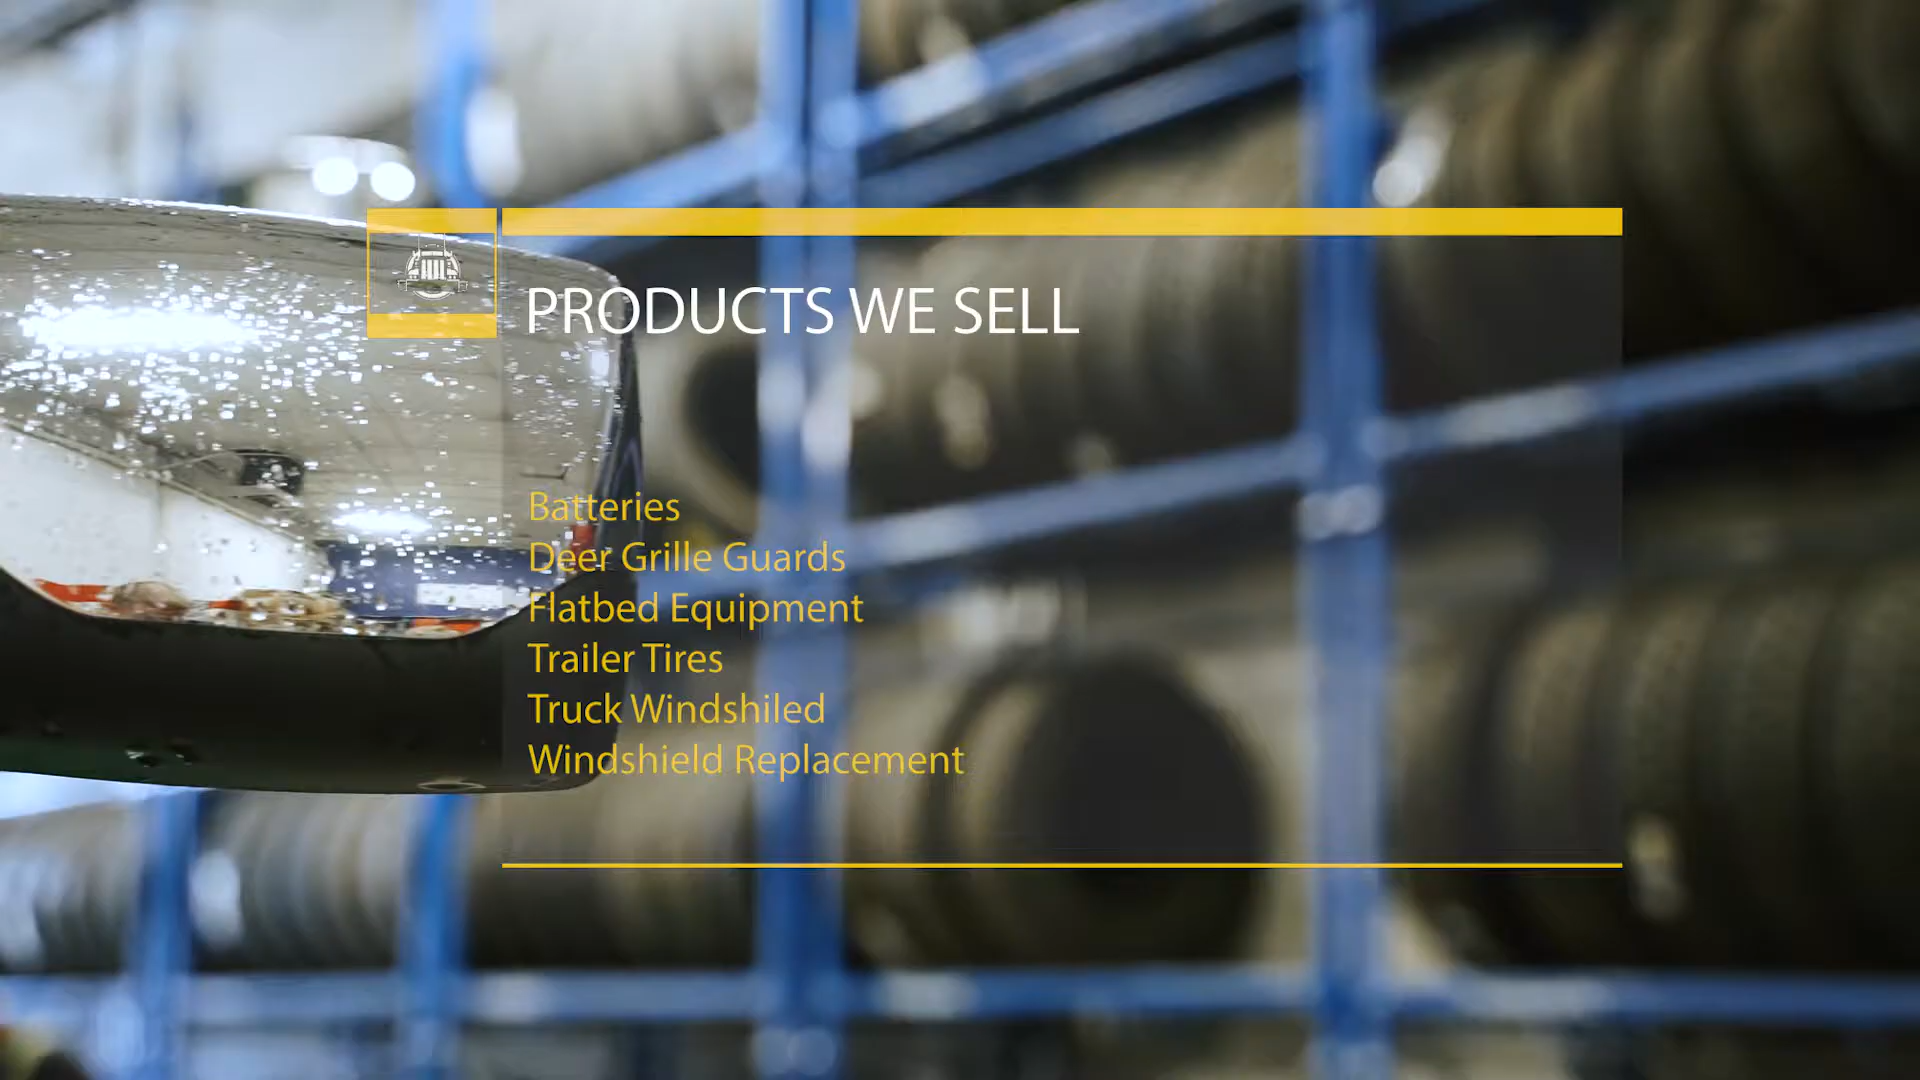 PRODUCTS WE SELL
Batteries
Deer Grille Guards
Flatbed Equipment
Trailer Tires
Truck Windshiled
Windshield Replacement